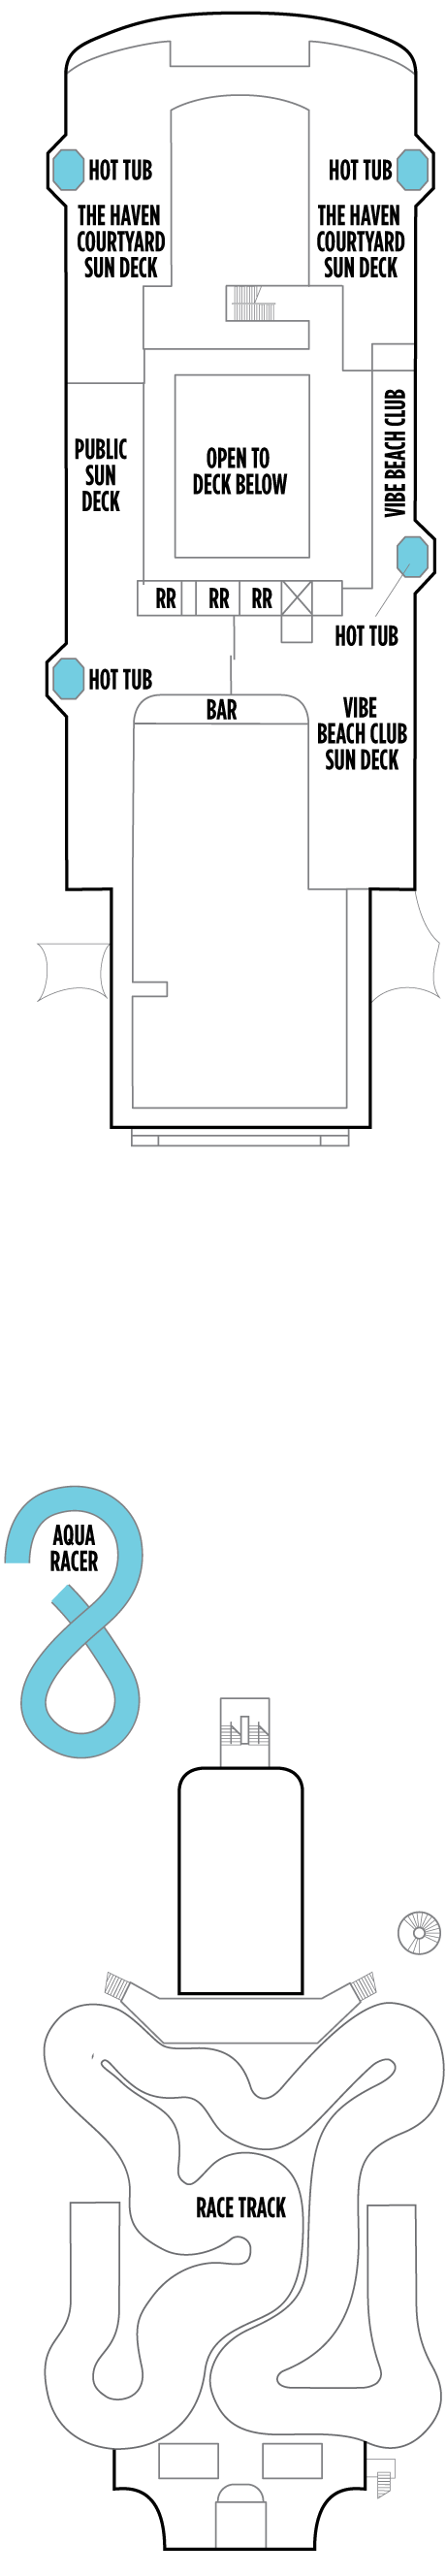 HOT TUB
HOT TUB
THE HAVEN
COURTYARD
SUN DECK
THE HAVEN
COURTYARD
SUN DECK
PUBLIC
SUN
DECK
OPEN TO
DECK BELOW
VIBE BEACH CLUB
RR
RR
RR
HOT TUB
HOT TUB
BAR
VIBE
BEACH CLUB
SUN DECK
AQUA
RACER
RACE TRACK